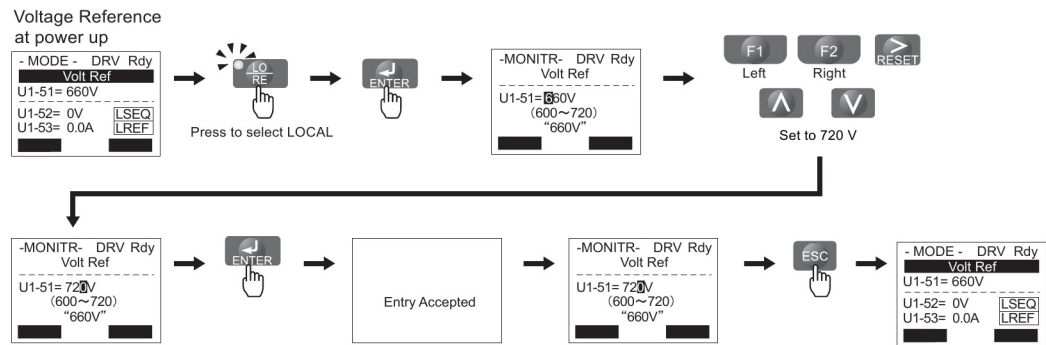 Voltage Reference
at power up
- MODE - DRV Rdy
Volt Ref
U1-51= 660V
U1-52= 0V LSEQ
U1-53= 0.0A LREF
LO
RE
Press to select LOCAL
ENTER
-MONITR- DRV Rdy
Volt Ref
U1-51= 660V
(600～720)
“660V”
F1
Left
F2
Right
RESET
Set to 720 V
-MONITR- DRV Rdy
Volt Ref
U1-51= 720V
(600～720)
“660V”
ENTER
Entry Accepted
-MONITR- DRV Rdy
Volt Ref
U1-51= 720V
(600～720)
“660V”
ESC
- MODE - DRV Rdy
Volt Ref
U1-51= 660V
U1-52= 0V LSEQ
U1-53= 0.0A LREF